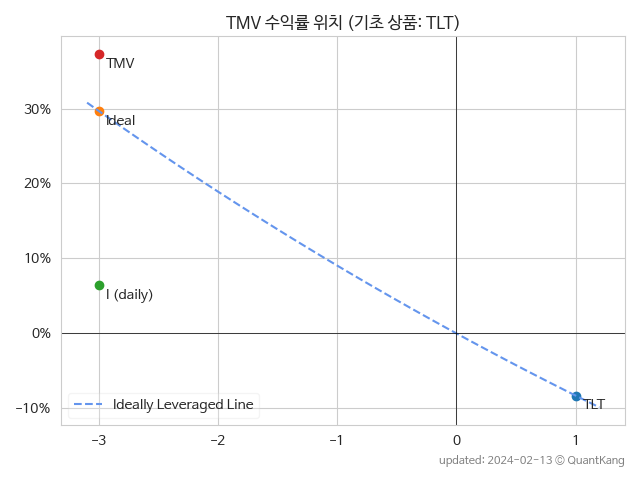 TMV 수익률 위치 (기초 상품: TLT)
TMV
30%
Ideal
20%
10%
I (daily)
0%
Ideally Leveraged Line
TLT
−10%
−3
−2
−1
0
1
updated: 2024-02-13 © QuantKang